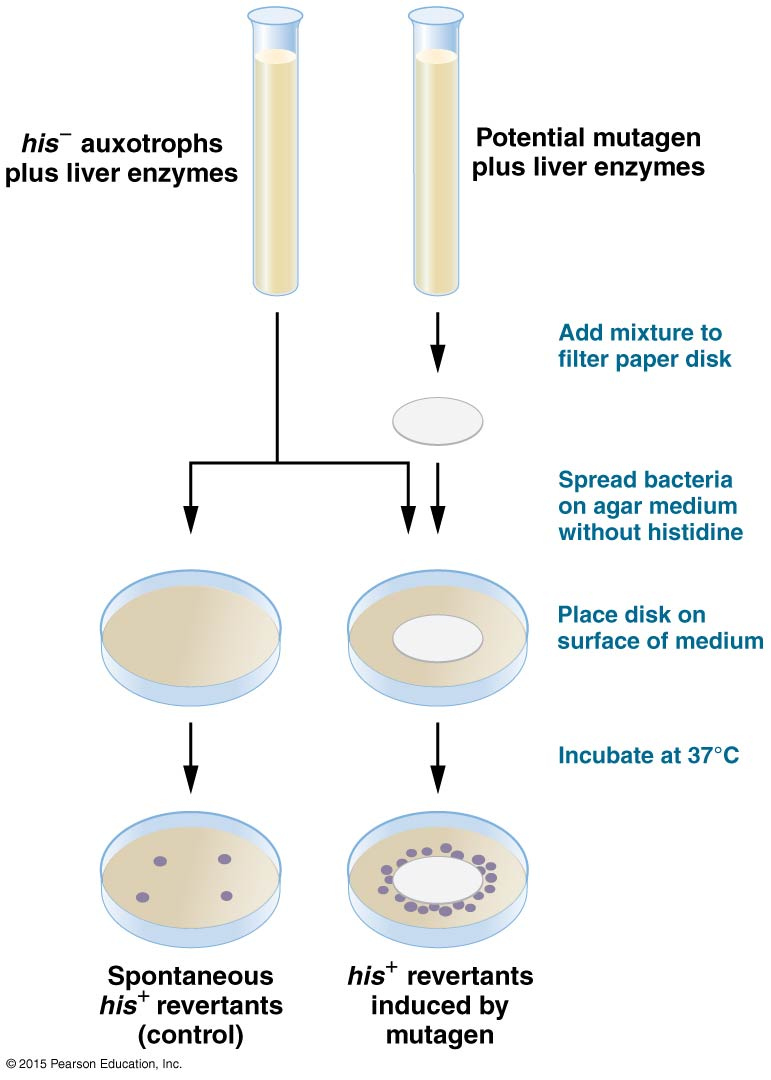 his⁻ auxotrophs
plus liver enzymes
Potential mutagen
plus liver enzymes
Add mixture to
filter paper disk
Spread bacteria
on agar medium
without histidine
Place disk on
surface of medium
Incubate at 37°C
Spontaneous
his⁺ revertants
(control)
his⁺ revertants
induced by
mutagen
© 2015 Pearson Education, Inc.